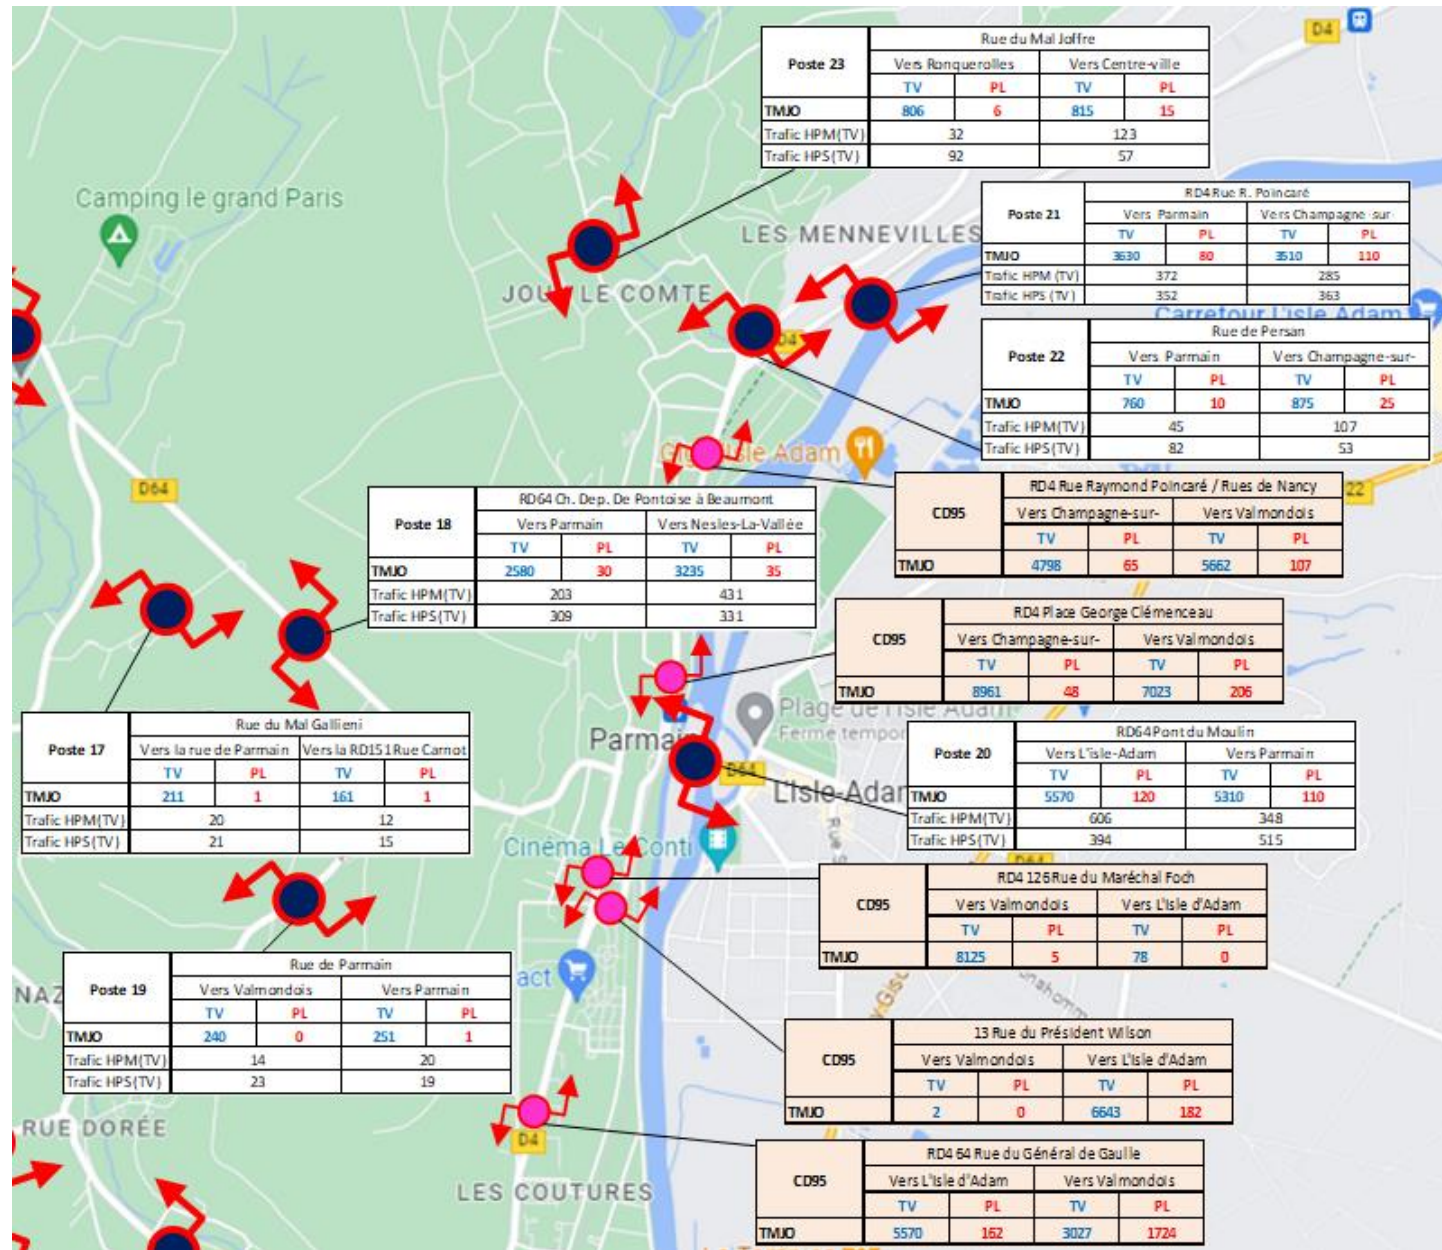 D4
Poste 23
Rue du Mal Joffre
Vers Ronquerolles Vers Centre-ville
TV PL TV PL
TMJO 806 6 815 15
Trafic HPM(TV) 32 123
Trafic HPS(TV) 92 57
Camping le grand Paris
LES MENNEVILLES
Poste 21
RD4 Rue R. Poincaré
Vers Parmain Vers Champagne-sur-
TV PL TV PL
TMJO 3630 80 3510 110
Trafic HPM (TV) 372 285
Trafic HPS (TV) 352 363
JOUY LE COMTE
Carrefour L'isle Adam
D4
Poste 22
Rue de Persan
Vers Parmain Vers Champagne-sur-
TV PL TV PL
TMJO 760 10 875 25
Trafic HPM(TV) 45 107
Trafic HPS(TV) 82 53
Isle Adam
D64
22
CD95
RD4 Rue Raymond Poincaré / Rues de Nancy
Vers Champagne-sur- Vers Valmondois
TV PL TV PL
TMJO 4798 65 5662 107
Poste 18
RD64 Ch. Dep. De Pontoise à Beaumont
Vers Parmain Vers Nesles-La-Vallée
TV PL TV PL
TMJO 2580 30 3235 35
Trafic HPM(TV) 203 431
Trafic HPS(TV) 309 331
CD95
RD4 Place George Clémenceau
Vers Champagne-sur- Vers Valmondois
TV PL TV PL
TMJO 8961 48 7023 206
Plage de l'Isle Adam
Ferme tempor
Parmain
D64
L'Isle-Adam
Poste 17
Rue du Mal Gallieni
Vers la rue de Parmain Vers la RD151 Rue Carnot
TV PL TV PL
TMJO 211 1 161 1
Trafic HPM(TV) 20 12
Trafic HPS(TV) 21 15
Poste 20
RD64 Pont du Moulin
Vers L'isle-Adam Vers Parmain
TV PL TV PL
TMJO 5570 120 5310 110
Trafic HPM(TV) 606 348
Trafic HPS(TV) 394 515
Cinéma Le Conti
D64
CD95
RD4 126 Rue du Maréchal Foch
Vers Valmondois Vers L'Isle d'Adam
TV PL TV PL
TMJO 8125 5 78 0
act
NAZ
Poste 19
Rue de Parmain
Vers Valmondois Vers Parmain
TV PL TV PL
TMJO 240 0 251 1
Trafic HPM(TV) 14 20
Trafic HPS(TV) 23 19
CD95
13 Rue du Président Wilson
Vers Valmondois Vers L'Isle d'Adam
TV PL TV PL
TMJO 2 0 6643 182
RUE DORÉE
D4
LES COUTURES
CD95
RD4 64 Rue du Général de Gaulle
Vers L'Isle d'Adam Vers Valmondois
TV PL TV PL
TMJO 5570 162 3027 1724